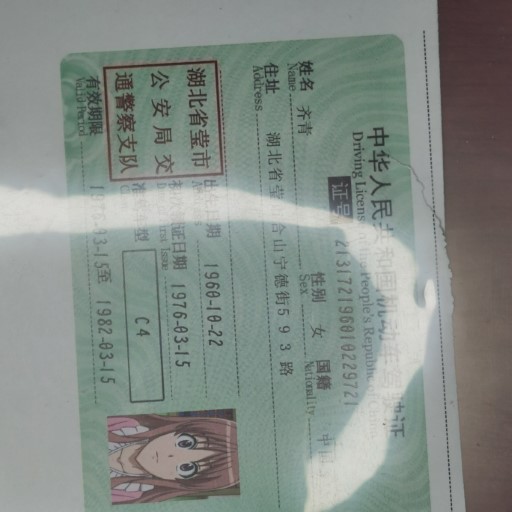 中华人民共和国机动车驾驶证
Driving License of the People's Republic of China
证号 213172196010229721
姓名 齐青 性别 女 国籍
Name Sex Nationality
住址 湖北省莹 合山宁德街593路
Address
湖北省莹市
公安局交
通警察支队
出生日期 1960-10-22
初次领证日期 1976-03-15
准驾车型 C4
有效期限 1976-03-15至 1982-03-15
Valid Period